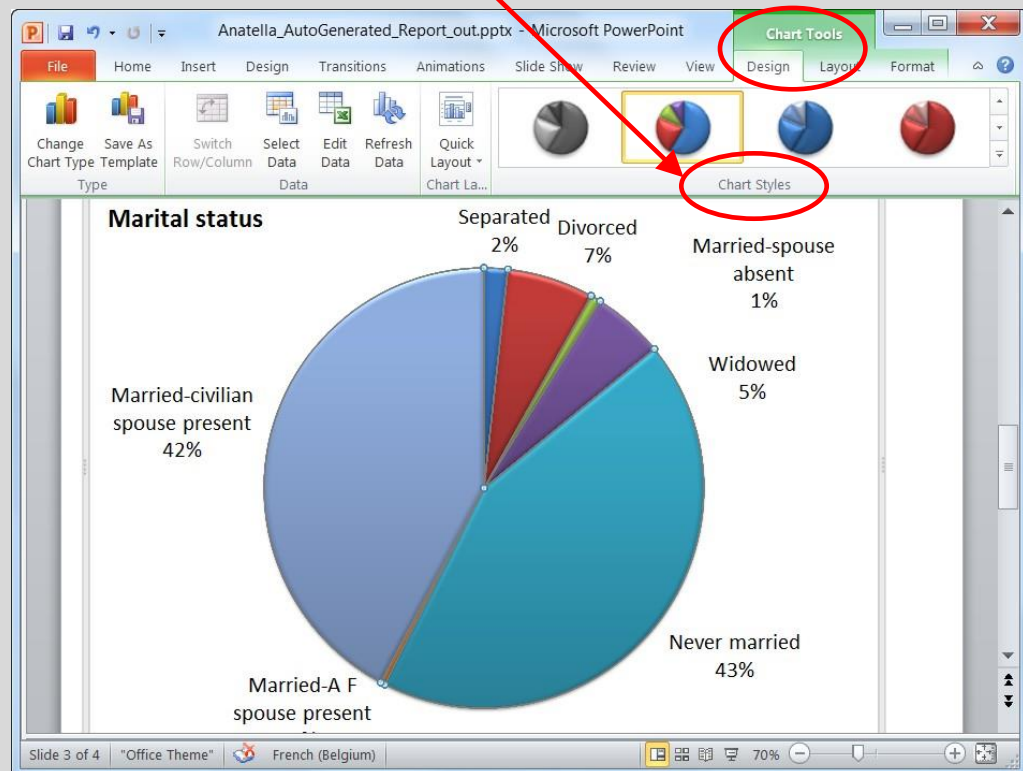 Anatella_AutoGenerated_Report_out.pptx - Microsoft PowerPoint
Chart Tools
File Home Insert Design Transitions Animations Slide Show Review View Design Layout Format
Change Chart Type
Save As Template
Switch Row/Column
Select Data
Edit Data
Refresh Data
Quick Layout
Type
Data
Chart La...
Chart Styles
Marital status
Separated
2%
Divorced
7%
Married-spouse
absent
1%
Widowed
5%
Married-civilian
spouse present
42%
Never married
43%
Married-A F
spouse present
Slide 3 of 4 "Office Theme" French (Belgium) 70%